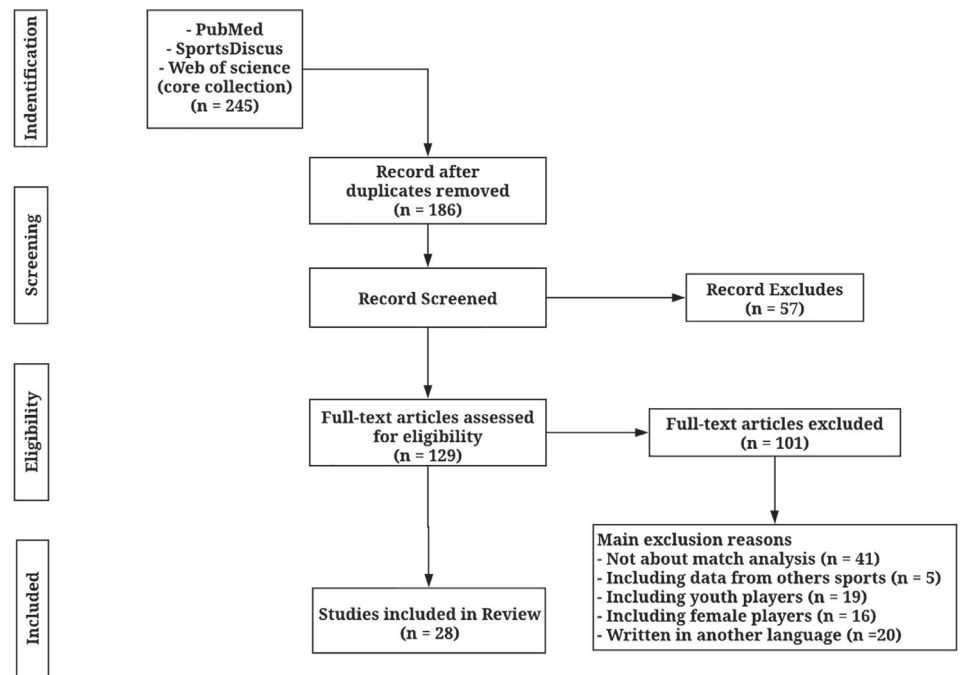 Indentification
- PubMed
- SportsDiscus
- Web of science
(core collection)
(n = 245)
Record after
duplicates removed
(n = 186)
Screening
Record Screened
Record Excludes
(n = 57)
Eligibility
Full-text articles assessed
for eligibility
(n = 129)
Full-text articles excluded
(n = 101)
Main exclusion reasons
- Not about match analysis (n = 41)
- Including data from others sports (n = 5)
- Including youth players (n = 19)
- Including female players (n = 16)
- Written in another language (n =20)
Included
Studies included in Review
(n = 28)